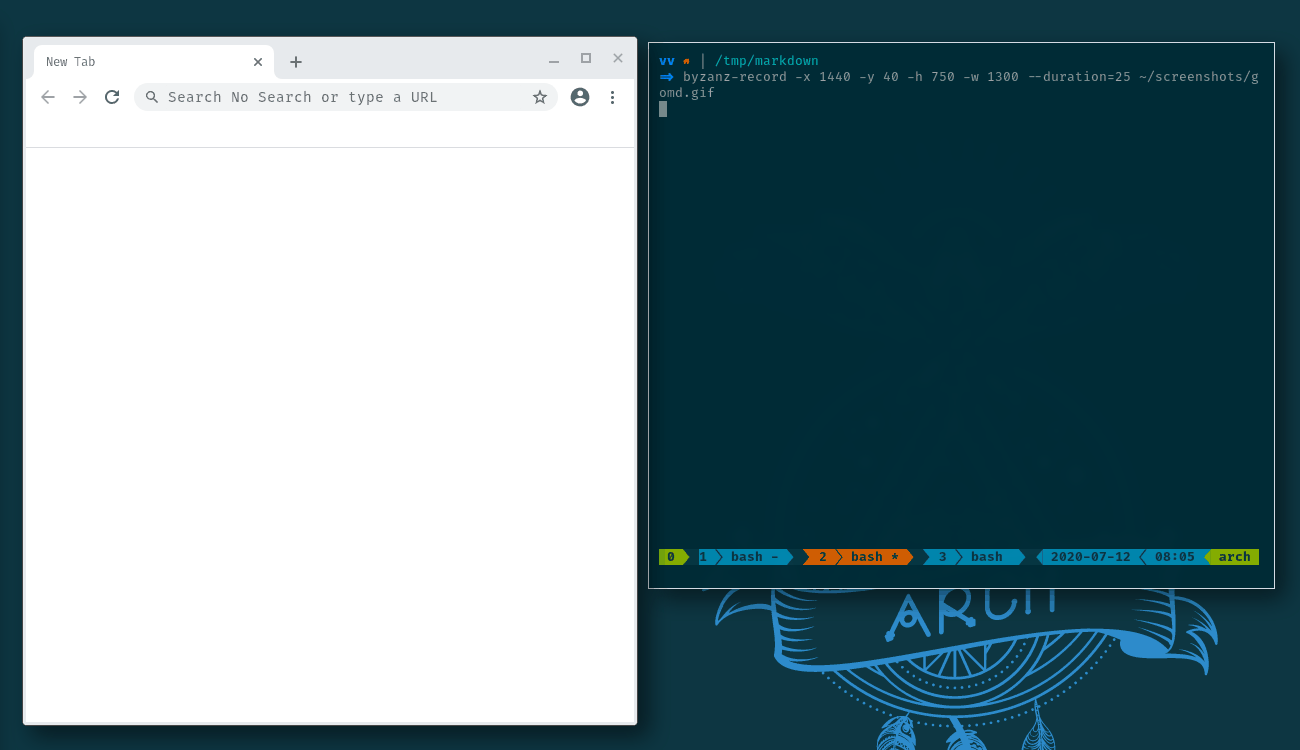 New Tab
Search No Search or type a URL
vv | /tmp/markdown
⇒ byzanz-record -x 1440 -y 40 -h 750 -w 1300 --duration=25 ~/screenshots/g
omd.gif
0 1 bash - 2 bash * 3 bash 2020-07-12 08:05 arch
ARCH